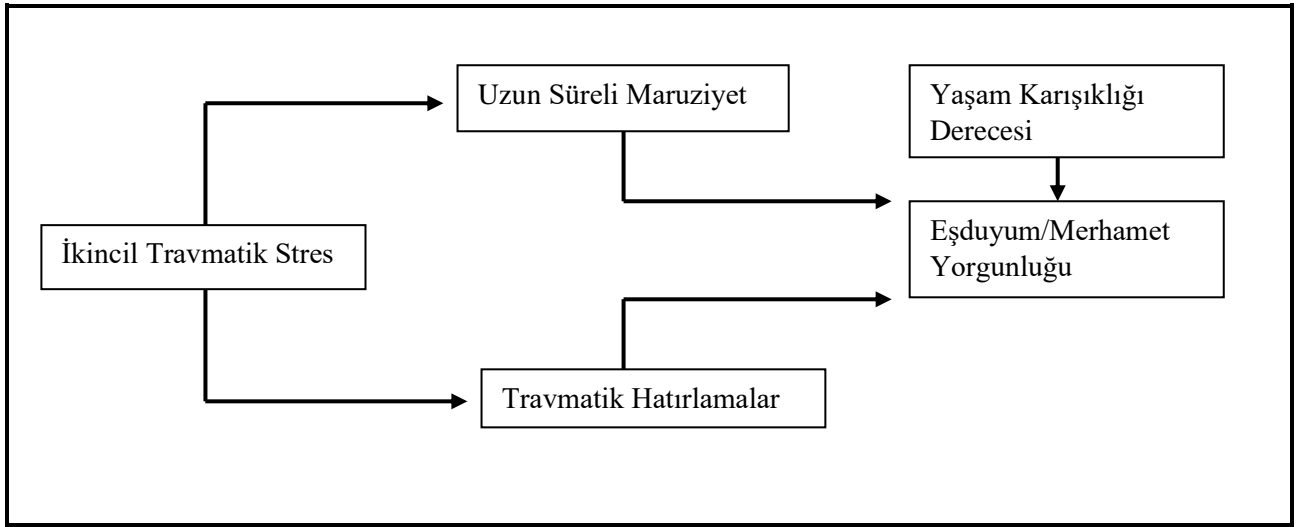 Uzun Süreli Maruziyet
Yaşam Karışıklığı
Derecesi
İkincil Travmatik Stres
Eşduyum/Merhamet
Yorgunluğu
Travmatik Hatırlamalar